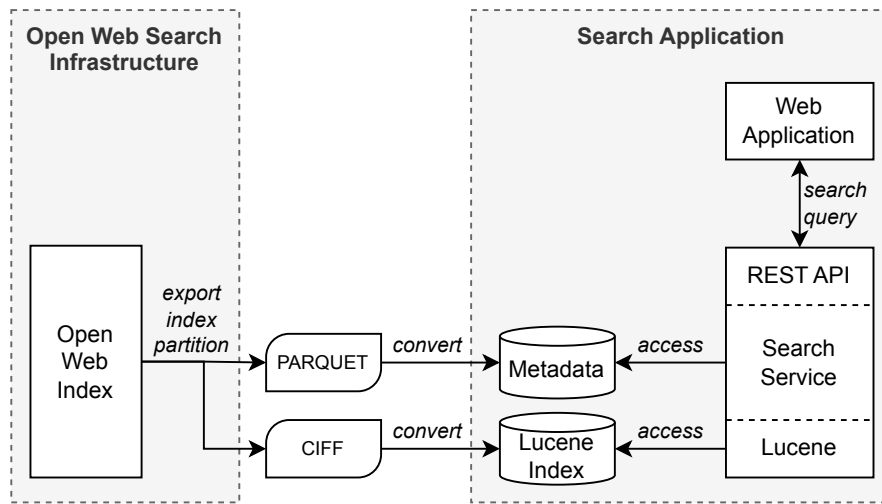 Open Web Search
Infrastructure
Search Application
Web
Application
search
query
REST API
export
index
partition
Open
Web
Index
PARQUET
convert
Metadata
access
Search
Service
CIFF
convert
Lucene
Index
access
Lucene